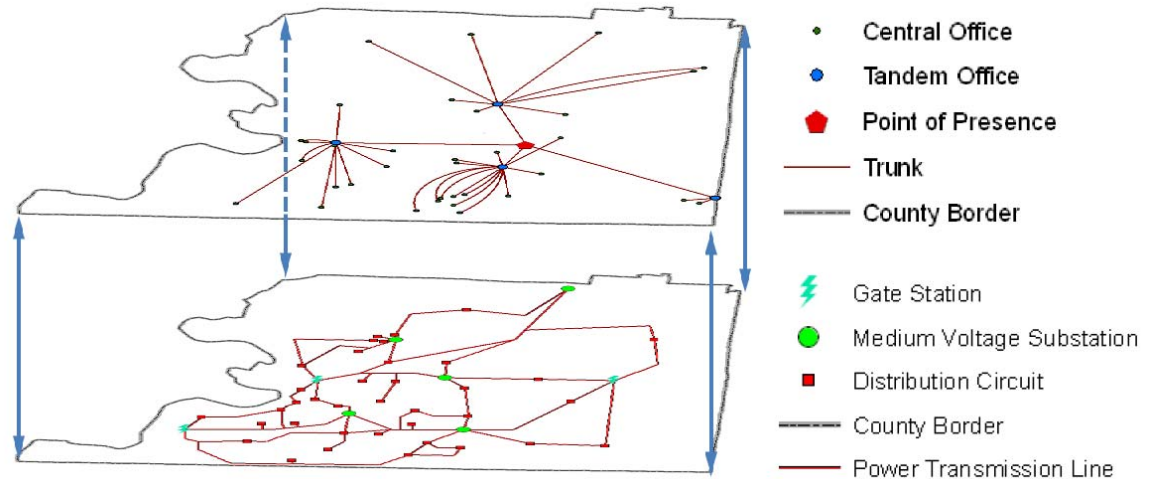 Central Office
Tandem Office
Point of Presence
Trunk
County Border
Gate Station
Medium Voltage Substation
Distribution Circuit
County Border
Power Transmission Line